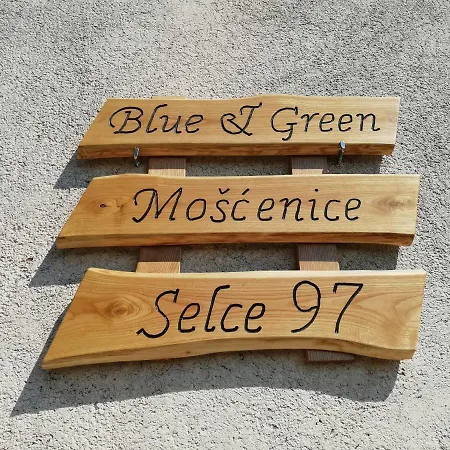 Blue & Green
Mošćenice
Selce 97